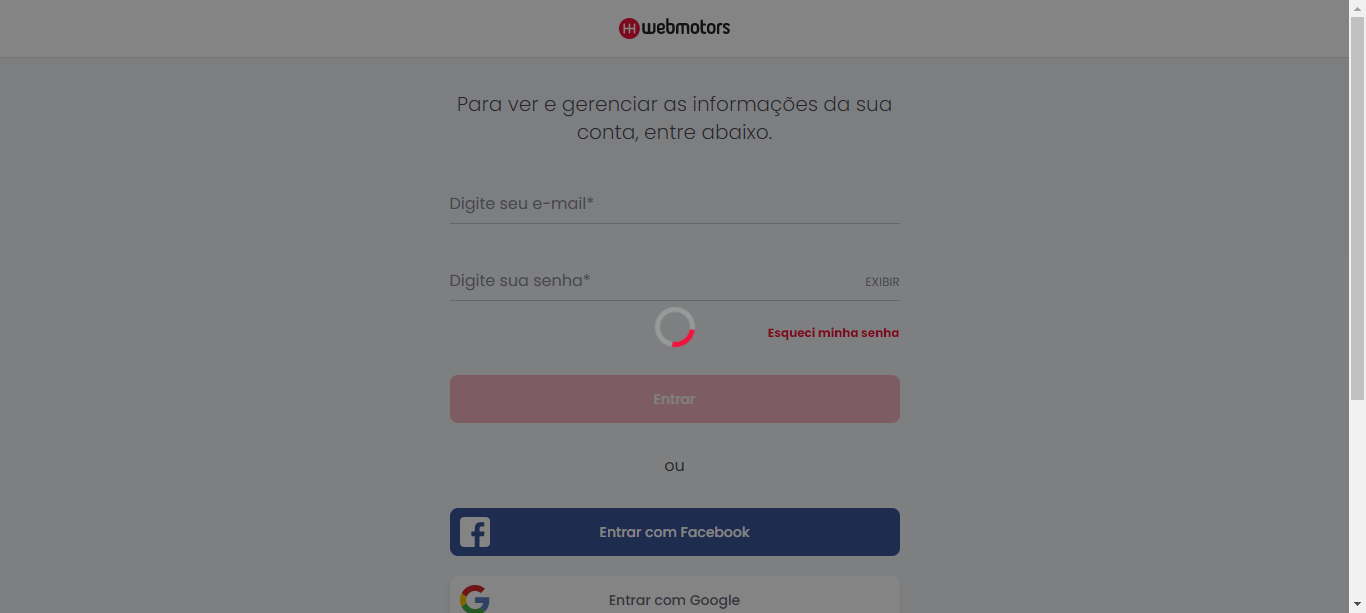 webmotors
Para ver e gerenciar as informações da sua
conta, entre abaixo.
Digite seu e-mail*
Digite sua senha*
EXIBIR
Esqueci minha senha
Entrar
ou
Entrar com Facebook
Entrar com Google